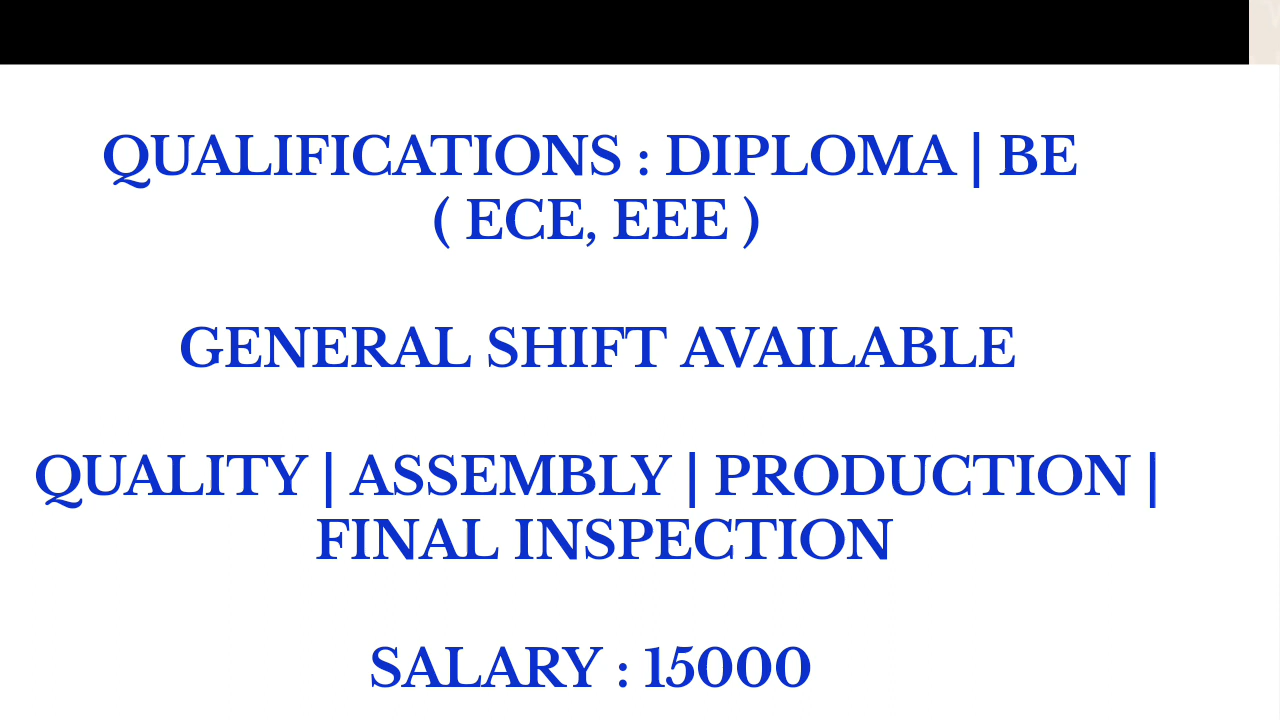 QUALIFICATIONS : DIPLOMA | BE
( ECE, EEE )
GENERAL SHIFT AVAILABLE
QUALITY | ASSEMBLY | PRODUCTION |
FINAL INSPECTION
SALARY : 15000